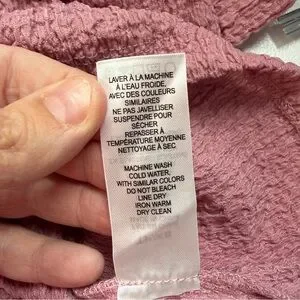 LAVER À LA MACHINE
À L'EAU FROIDE,
AVEC DES COULEURS
SIMILAIRES
NE PAS JAVELLISER
SUSPENDRE POUR
SÉCHER
REPASSER À
TEMPÉRATURE MOYENNE
NETTOYAGE À SEC
MACHINE WASH
COLD WATER,
WITH SIMILAR COLORS
DO NOT BLEACH
LINE DRY
IRON WARM
DRY CLEAN